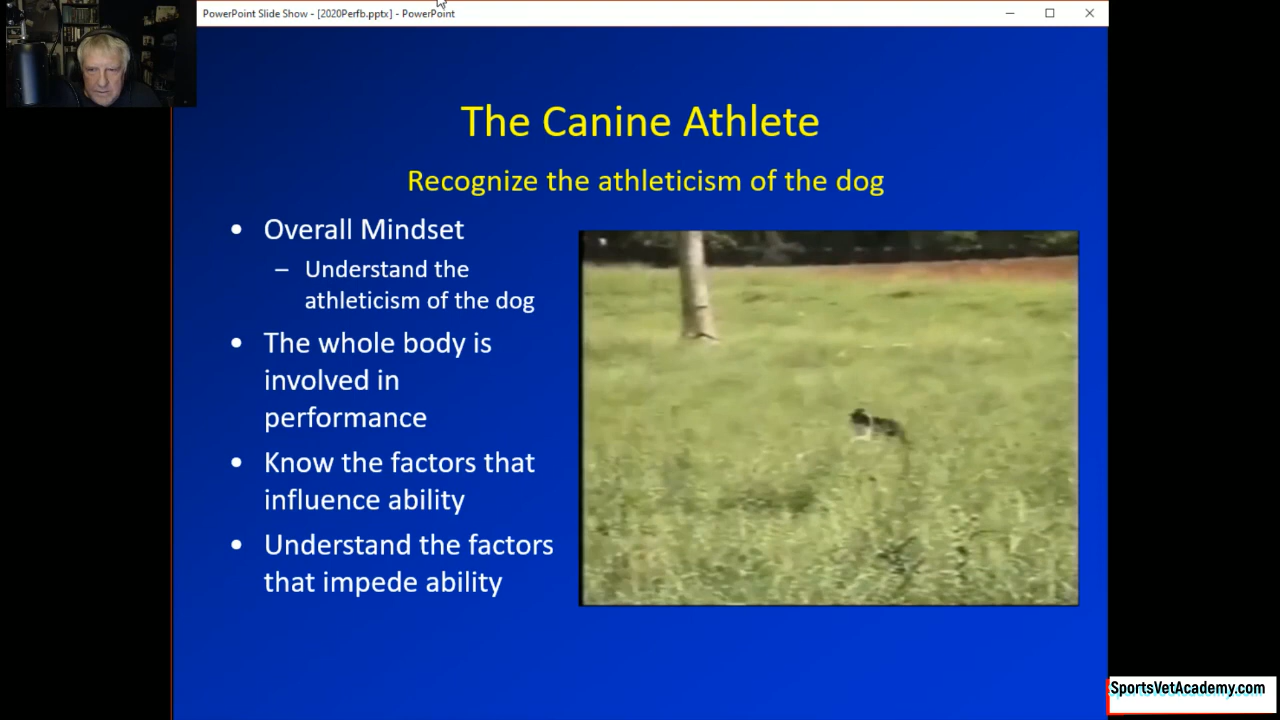 PowerPoint Slide Show - [2020Perfb.pptx] - PowerPoint
The Canine Athlete
Recognize the athleticism of the dog
• Overall Mindset
– Understand the
athleticism of the dog
• The whole body is
involved in
performance
• Know the factors that
influence ability
• Understand the factors
that impede ability
SportsVetAcademy.com